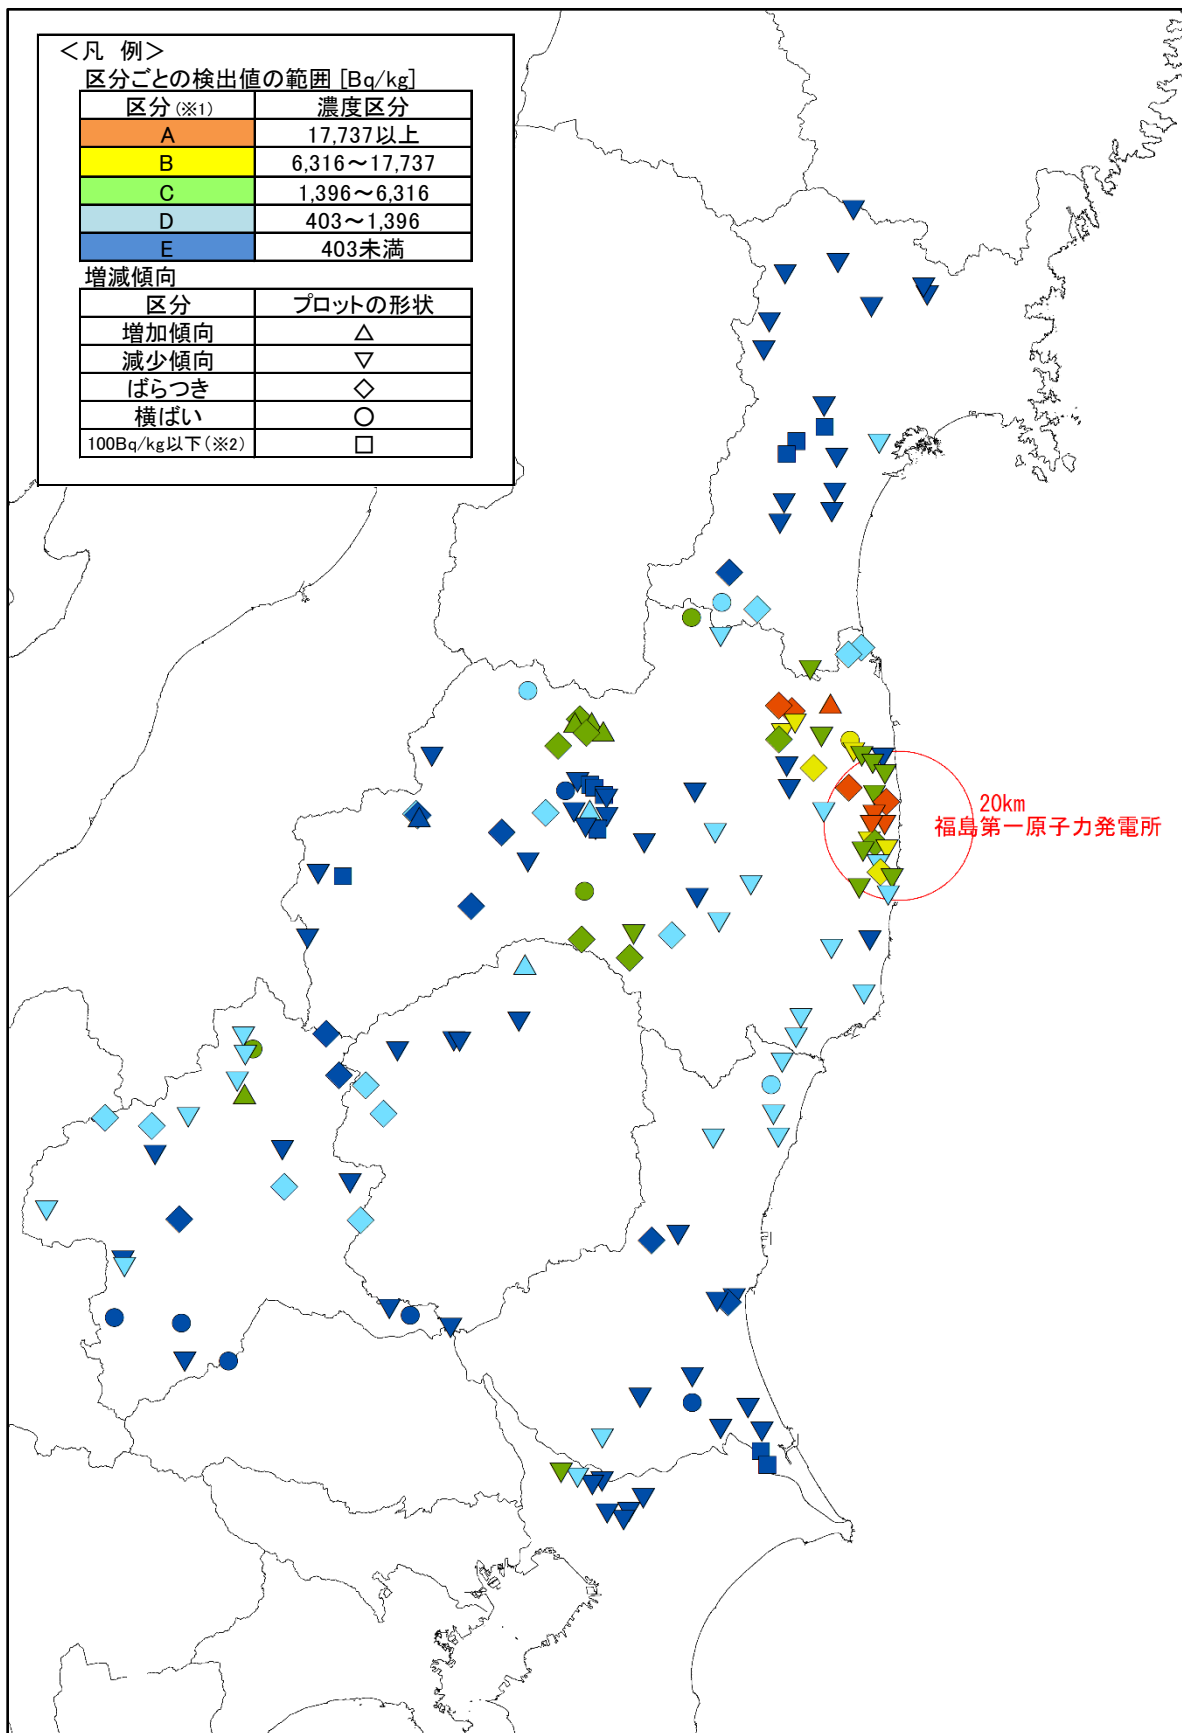 ＜凡 例＞
区分ごとの検出値の範囲 [Bq/kg]
区分(※1) 濃度区分
A 17,737以上
B 6,316～17,737
C 1,396～6,316
D 403～1,396
E 403未満
増減傾向
区分 プロットの形状
増加傾向 △
減少傾向 ▽
ばらつき ◇
横ばい ○
100Bq/kg以下(※2) □
20km
福島第一原子力発電所